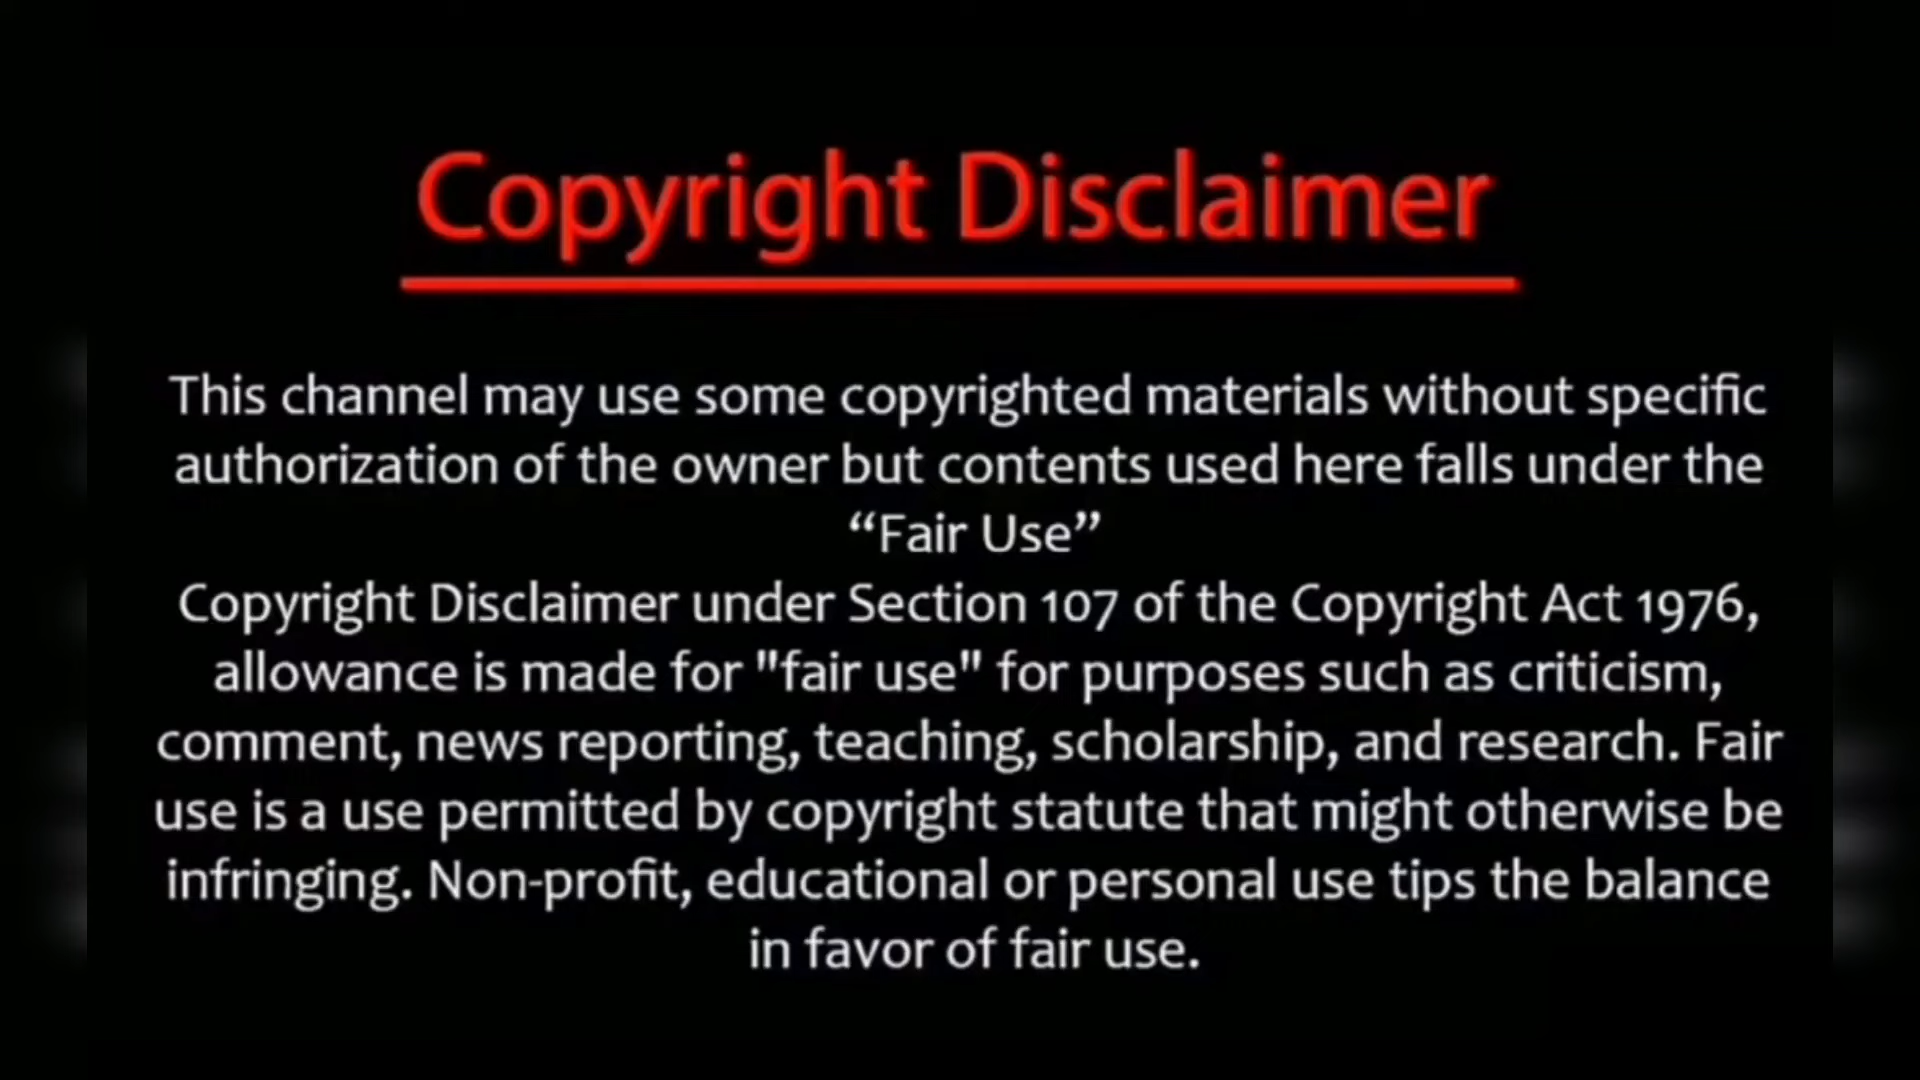 Copyright Disclaimer
This channel may use some copyrighted materials without specific
authorization of the owner but contents used here falls under the
“Fair Use”
Copyright Disclaimer under Section 107 of the Copyright Act 1976,
allowance is made for "fair use" for purposes such as criticism,
comment, news reporting, teaching, scholarship, and research. Fair
use is a use permitted by copyright statute that might otherwise be
infringing. Non-profit, educational or personal use tips the balance
in favor of fair use.